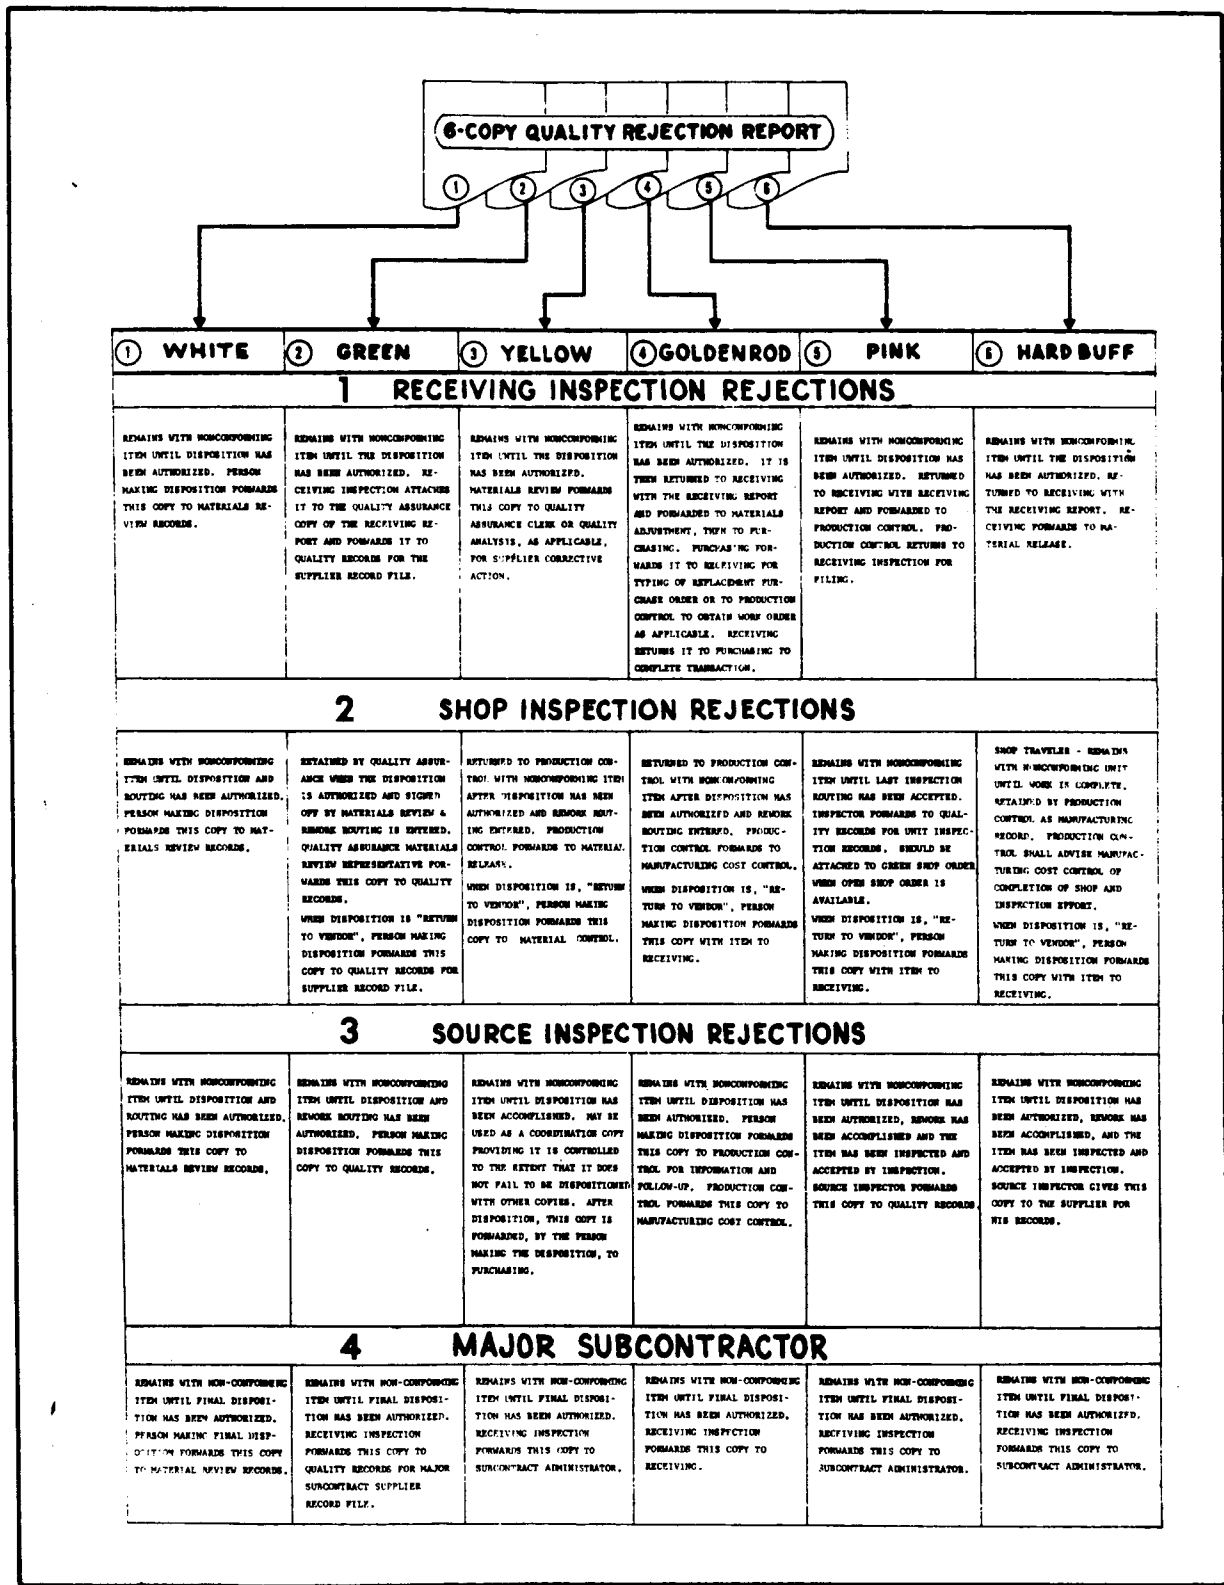 6-COPY QUALITY REJECTION REPORT
1
2
3
4
5
6
1 WHITE
2 GREEN
3 YELLOW
4 GOLDENROD
5 PINK
6 HARD BUFF
1 RECEIVING INSPECTION REJECTIONS
REMAINS WITH NONCONFORMING
ITEM UNTIL DISPOSITION HAS
BEEN AUTHORIZED. PERSON
MAKING DISPOSITION FORWARDS
THIS COPY TO MATERIALS RE-
VIEW RECORDS.
REMAINS WITH NONCONFORMING
ITEM UNTIL THE DISPOSITION
HAS BEEN AUTHORIZED. RE-
CEIVING INSPECTION ATTACHES
IT TO THE QUALITY ASSURANCE
COPY OF THE RECEIVING RE-
PORT AND FORWARDS IT TO
QUALITY RECORDS FOR THE
SUPPLIER RECORD FILE.
REMAINS WITH NONCONFORMING
ITEM UNTIL THE DISPOSITION
HAS BEEN AUTHORIZED.
MATERIALS REVIEW FORWARDS
THIS COPY TO QUALITY
ASSURANCE CLERK OR QUALITY
ANALYSIS, AS APPLICABLE,
FOR SUPPLIER CORRECTIVE
ACTION.
REMAINS WITH NONCONFORMING
ITEM UNTIL THE DISPOSITION
HAS BEEN AUTHORIZED. IT IS
THEN RETURNED TO RECEIVING
WITH THE RECEIVING REPORT
AND FORWARDED TO MATERIALS
ADJUSTMENT, THEN TO PUR-
CHASING. PURCHASING FOR-
WARDS IT TO RECEIVING FOR
TYPING OF REPLACEMENT PUR-
CHASE ORDER OR TO PRODUCTION
CONTROL TO OBTAIN WORK ORDER
AS APPLICABLE. RECEIVING
RETURNS IT TO PURCHASING TO
COMPLETE TRANSACTION.
REMAINS WITH NONCONFORMING
ITEM UNTIL DISPOSITION HAS
BEEN AUTHORIZED. RETURNED
TO RECEIVING WITH RECEIVING
REPORT AND FORWARDED TO
PRODUCTION CONTROL. PRO-
DUCTION CONTROL RETURNS TO
RECEIVING INSPECTION FOR
FILING.
REMAINS WITH NONCONFORMING
ITEM UNTIL THE DISPOSITION
HAS BEEN AUTHORIZED. RE-
TURNED TO RECEIVING WITH
THE RECEIVING REPORT. RE-
CEIVING FORWARDS TO MA-
TERIAL RELEASE.
2 SHOP INSPECTION REJECTIONS
REMAINS WITH NONCONFORMING
ITEM UNTIL DISPOSITION AND
ROUTING HAS BEEN AUTHORIZED.
PERSON MAKING DISPOSITION
FORWARDS THIS COPY TO MAT-
ERIALS REVIEW RECORDS.
RETAINED BY QUALITY ASSUR-
ANCE WHEN THE DISPOSITION
IS AUTHORIZED AND SIGNED
OFF BY MATERIALS REVIEW &
REWORK ROUTING IS ENTERED.
QUALITY ASSURANCE MATERIALS
REVIEW REPRESENTATIVE FOR-
WARDS THIS COPY TO QUALITY
RECORDS.
WHEN DISPOSITION IS "RETURN
TO VENDOR", PERSON MAKING
DISPOSITION FORWARDS THIS
COPY TO QUALITY RECORDS FOR
SUPPLIER RECORD FILE.
RETURNED TO PRODUCTION CON-
TROL WITH NONCONFORMING ITEM
AFTER DISPOSITION HAS BEEN
AUTHORIZED AND REWORK ROUT-
ING ENTERED. PRODUCTION
CONTROL FORWARDS TO MATERIAL
RELEASE.
WHEN DISPOSITION IS, "RETURN
TO VENDOR", PERSON MAKING
DISPOSITION FORWARDS THIS
COPY TO MATERIAL CONTROL.
RETURNED TO PRODUCTION CON-
TROL WITH NONCONFORMING
ITEM AFTER DISPOSITION HAS
BEEN AUTHORIZED AND REWORK
ROUTING ENTERED. PRODUC-
TION CONTROL FORWARDS TO
MANUFACTURING COST CONTROL.
WHEN DISPOSITION IS, "RE-
TURN TO VENDOR", PERSON
MAKING DISPOSITION FORWARDS
THIS COPY WITH ITEM TO
RECEIVING.
REMAINS WITH NONCONFORMING
ITEM UNTIL LAST INSPECTION
ROUTING HAS BEEN ACCEPTED.
INSPECTOR FORWARDS TO QUAL-
ITY RECORDS FOR UNIT INSPEC-
TION RECORDS. SHOULD BE
ATTACHED TO GREEN SHOP ORDER
WHEN OPEN SHOP ORDER IS
AVAILABLE.
WHEN DISPOSITION IS, "RE-
TURN TO VENDOR", PERSON
MAKING DISPOSITION FORWARDS
THIS COPY WITH ITEM TO
RECEIVING.
SHOP TRAVELER - REMAINS
WITH NONCONFORMING UNIT
UNTIL WORK IS COMPLETE.
RETAINED BY PRODUCTION
CONTROL AS MANUFACTURING
RECORD. PRODUCTION CON-
TROL SHALL ADVISE MANUFAC-
TURING COST CONTROL OF
COMPLETION OF SHOP AND
INSPECTION EFFORT.
WHEN DISPOSITION IS, "RE-
TURN TO VENDOR", PERSON
MAKING DISPOSITION FORWARDS
THIS COPY WITH ITEM TO
RECEIVING.
3 SOURCE INSPECTION REJECTIONS
REMAINS WITH NONCONFORMING
ITEM UNTIL DISPOSITION AND
ROUTING HAS BEEN AUTHORIZED.
PERSON MAKING DISPOSITION
FORWARDS THIS COPY TO
MATERIALS REVIEW RECORDS.
REMAINS WITH NONCONFORMING
ITEM UNTIL DISPOSITION AND
REWORK ROUTING HAS BEEN
AUTHORIZED. PERSON MAKING
DISPOSITION FORWARDS THIS
COPY TO QUALITY RECORDS.
REMAINS WITH NONCONFORMING
ITEM UNTIL DISPOSITION HAS
BEEN ACCOMPLISHED. MAY BE
USED AS A COORDINATION COPY
PROVIDING IT IS CONTROLLED
TO THE EXTENT THAT IT DOES
NOT FAIL TO BE DISPOSITIONED
WITH OTHER COPIES. AFTER
DISPOSITION, THIS COPY IS
FORWARDED, BY THE PERSON
MAKING THE DISPOSITION, TO
PURCHASING.
REMAINS WITH NONCONFORMING
ITEM UNTIL DISPOSITION HAS
BEEN AUTHORIZED. PERSON
MAKING DISPOSITION FORWARDS
THIS COPY TO PRODUCTION CON-
TROL FOR INFORMATION AND
FOLLOW-UP. PRODUCTION CON-
TROL FORWARDS THIS COPY TO
MANUFACTURING COST CONTROL.
REMAINS WITH NONCONFORMING
ITEM UNTIL DISPOSITION HAS
BEEN AUTHORIZED, REWORK HAS
BEEN ACCOMPLISHED AND THE
ITEM HAS BEEN INSPECTED AND
ACCEPTED BY INSPECTION.
SOURCE INSPECTOR FORWARDS
THIS COPY TO QUALITY RECORDS.
REMAINS WITH NONCONFORMING
ITEM UNTIL DISPOSITION HAS
BEEN AUTHORIZED, REWORK HAS
BEEN ACCOMPLISHED, AND THE
ITEM HAS BEEN INSPECTED AND
ACCEPTED BY INSPECTION.
SOURCE INSPECTOR GIVES THIS
COPY TO THE SUPPLIER FOR
HIS RECORDS.
4 MAJOR SUBCONTRACTOR
REMAINS WITH NON-CONFORMING
ITEM UNTIL FINAL DISPOSI-
TION HAS BEEN AUTHORIZED.
PERSON MAKING FINAL DISP-
OSITION FORWARDS THIS COPY
TO MATERIAL REVIEW RECORDS.
REMAINS WITH NON-CONFORMING
ITEM UNTIL FINAL DISPOSI-
TION HAS BEEN AUTHORIZED.
RECEIVING INSPECTION
FORWARDS THIS COPY TO
QUALITY RECORDS FOR MAJOR
SUBCONTRACT SUPPLIER
RECORD FILE.
REMAINS WITH NON-CONFORMING
ITEM UNTIL FINAL DISPOSI-
TION HAS BEEN AUTHORIZED.
RECEIVING INSPECTION
FORWARDS THIS COPY TO
SUBCONTRACT ADMINISTRATOR.
REMAINS WITH NON-CONFORMING
ITEM UNTIL FINAL DISPOSI-
TION HAS BEEN AUTHORIZED.
RECEIVING INSPECTION
FORWARDS THIS COPY TO
RECEIVING.
REMAINS WITH NON-CONFORMING
ITEM UNTIL FINAL DISPOSI-
TION HAS BEEN AUTHORIZED.
RECEIVING INSPECTION
FORWARDS THIS COPY TO
SUBCONTRACT ADMINISTRATOR.
REMAINS WITH NON-CONFORMING
ITEM UNTIL FINAL DISPOSI-
TION HAS BEEN AUTHORIZED.
RECEIVING INSPECTION
FORWARDS THIS COPY TO
SUBCONTRACT ADMINISTRATOR.